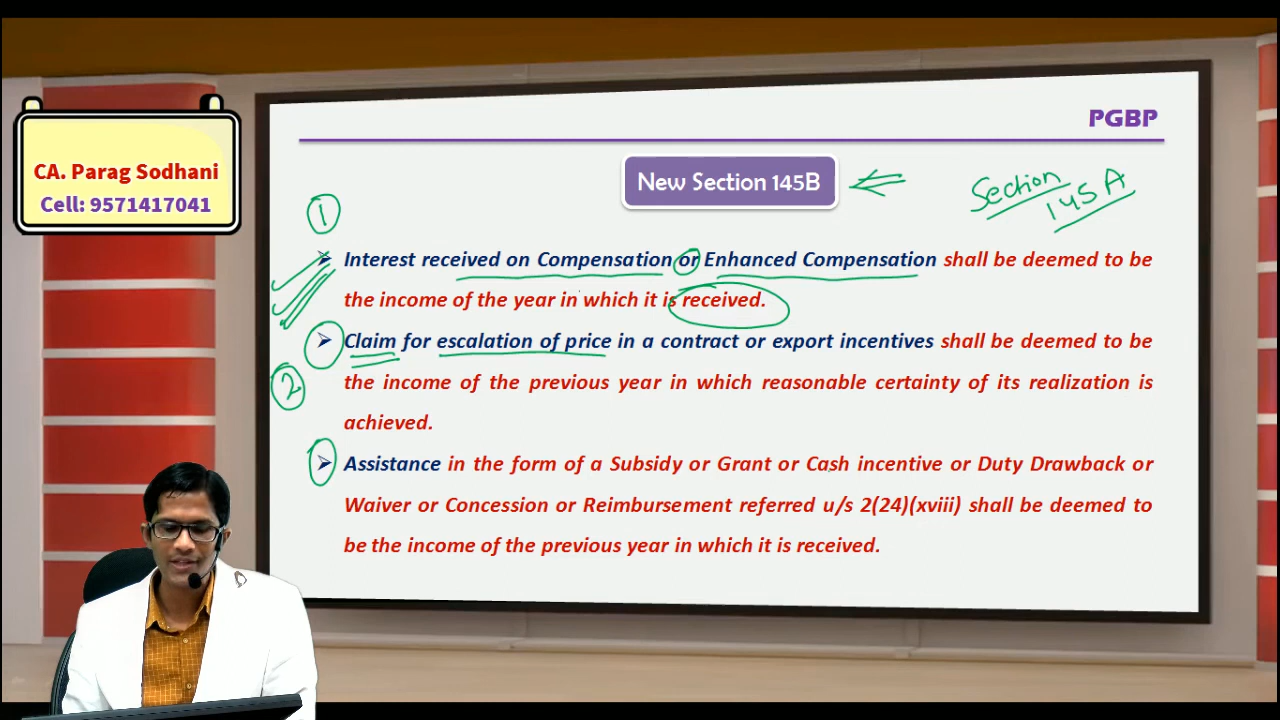 CA. Parag Sodhani
Cell: 9571417041
PGBP
New Section 145B
Section
145 A
1
Interest received on Compensation or Enhanced Compensation shall be deemed to be
the income of the year in which it is received.
Claim for escalation of price in a contract or export incentives shall be deemed to be
2
the income of the previous year in which reasonable certainty of its realization is
achieved.
Assistance in the form of a Subsidy or Grant or Cash incentive or Duty Drawback or
Waiver or Concession or Reimbursement referred u/s 2(24)(xviii) shall be deemed to
be the income of the previous year in which it is received.